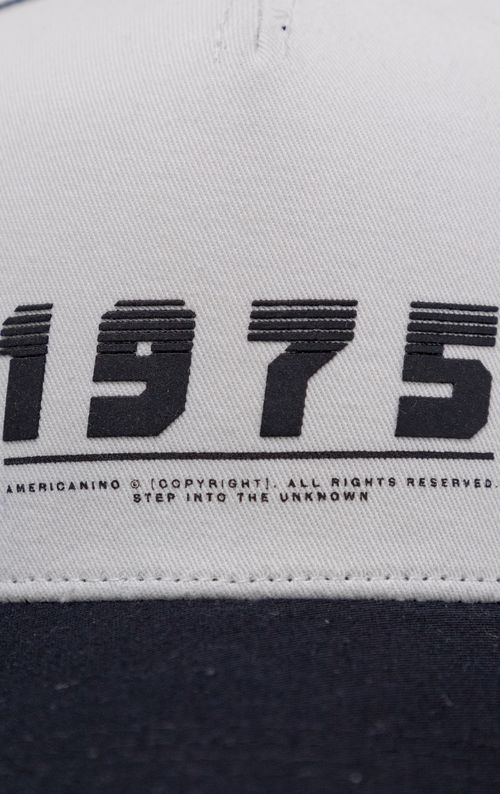 1975
AMERICANINO © [COPYRIGHT]. ALL RIGHTS RESERVED.
STEP INTO THE UNKNOWN